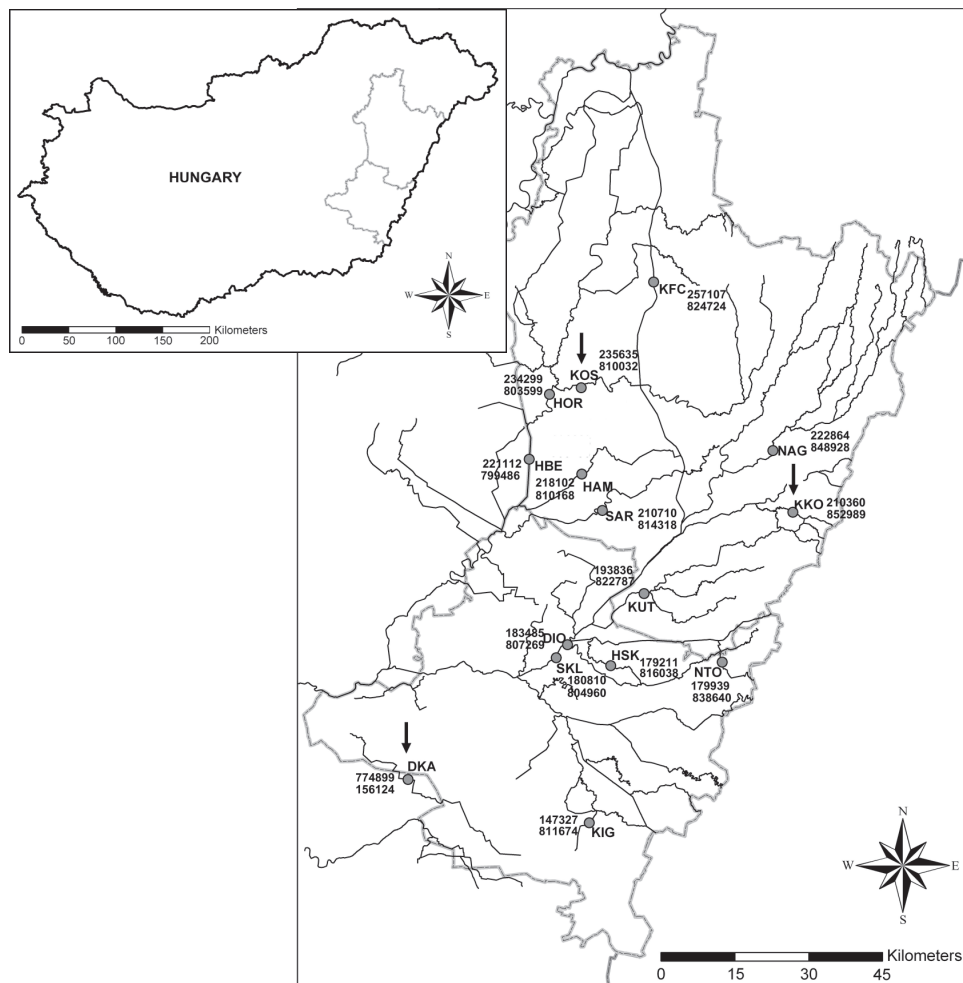 HUNGARY
N
W E
S
Kilometers
0 50 100 150 200
KFC 257107
824724
235635
810032
KOS
234299
803599
HOR
222864
848928
NAG
221112
799486
HBE
218102
810168
HAM
KKO 210360
852989
SAR 210710
814318
193836
822787
KUT
183485
807269
DIO
HSK 179211
816038
SKL
180810
804960
NTO
179939
838640
DKA
774899
156124
147327
811674
KIG
N
W E
S
Kilometers
0 15 30 45